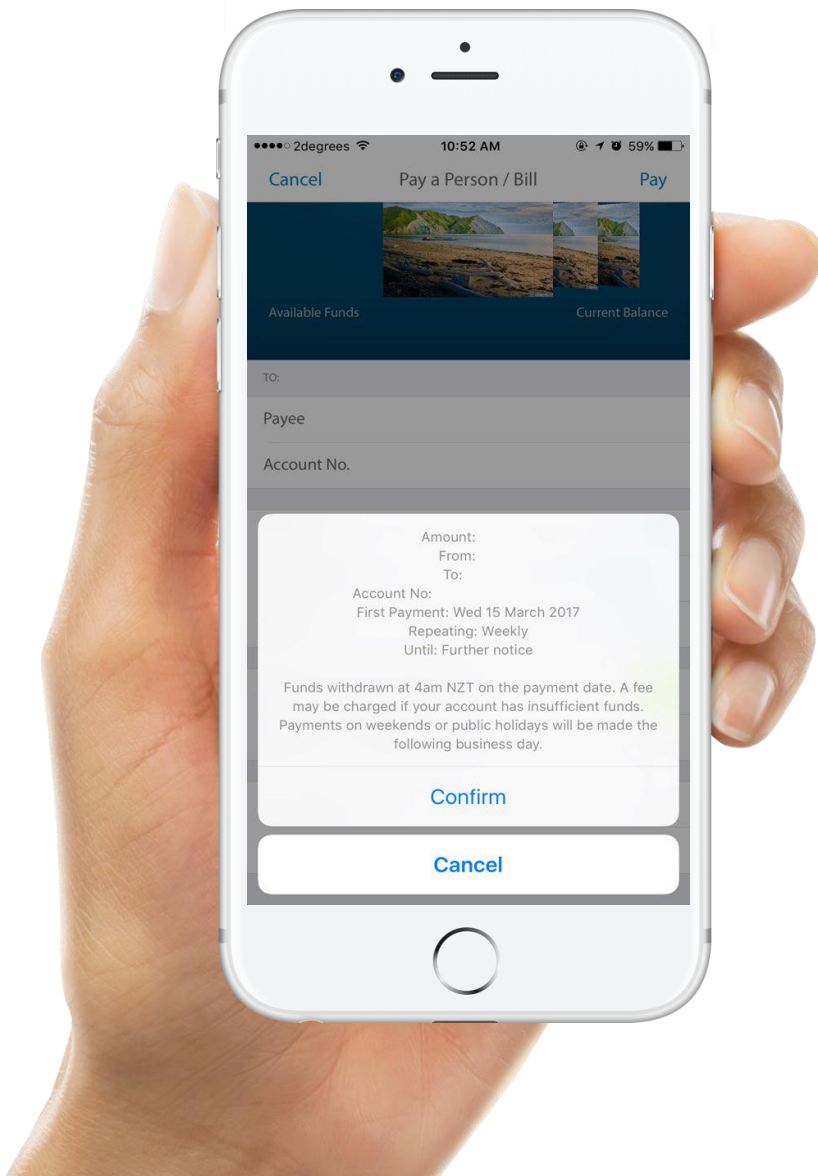 2degrees 10:52 AM 59%
Cancel Pay a Person / Bill Pay
Available Funds Current Balance
TO:
Payee
Account No.
Amount:
From:
To:
Account No:
First Payment: Wed 15 March 2017
Repeating: Weekly
Until: Further notice
Funds withdrawn at 4am NZT on the payment date. A fee
may be charged if your account has insufficient funds.
Payments on weekends or public holidays will be made the
following business day.
Confirm
Cancel